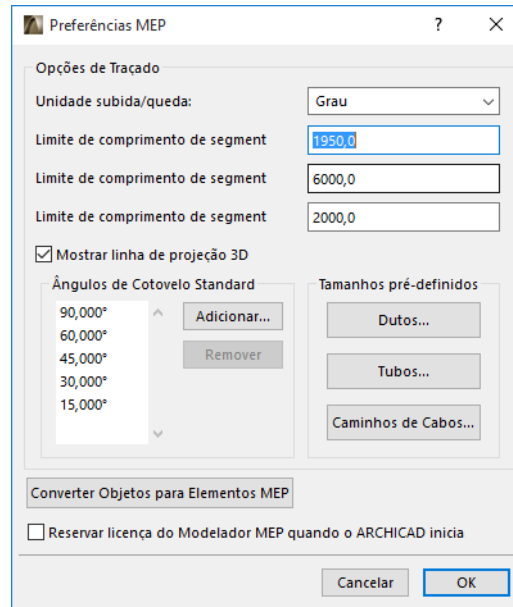 Preferências MEP
?
Opções de Traçado
Unidade subida/queda:
Grau
Limite de comprimento de segment
1950,0
Limite de comprimento de segment
6000,0
Limite de comprimento de segment
2000,0
Mostrar linha de projeção 3D
Ângulos de Cotovelo Standard
90,000°
60,000°
45,000°
30,000°
15,000°
Adicionar...
Remover
Tamanhos pré-definidos
Dutos...
Tubos...
Caminhos de Cabos...
Converter Objetos para Elementos MEP
Reservar licença do Modelador MEP quando o ARCHICAD inicia
Cancelar
OK